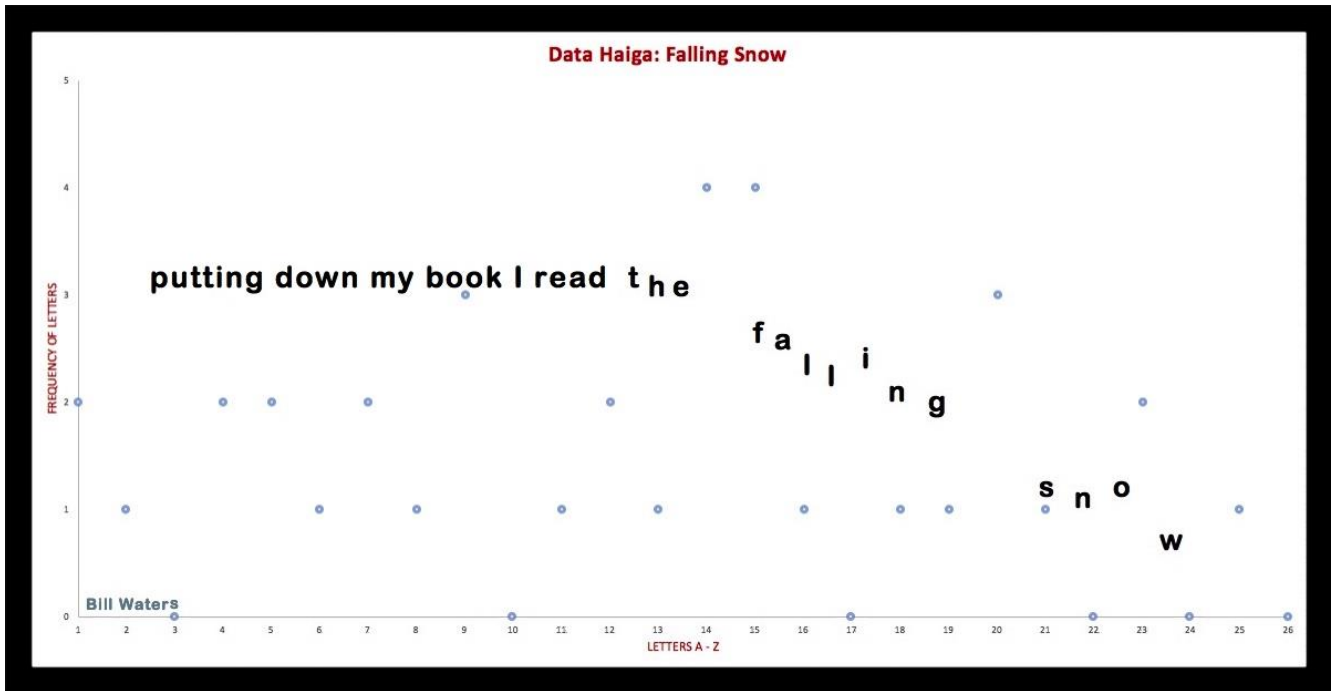 Data Haiga: Falling Snow
5
4
putting down my book I read the
3
falling
FREQUENCY OF LETTERS
2
snow
1
Bill Waters
0
1 2 3 4 5 6 7 8 9 10 11 12 13 14 15 16 17 18 19 20 21 22 23 24 25 26
LETTERS A - Z